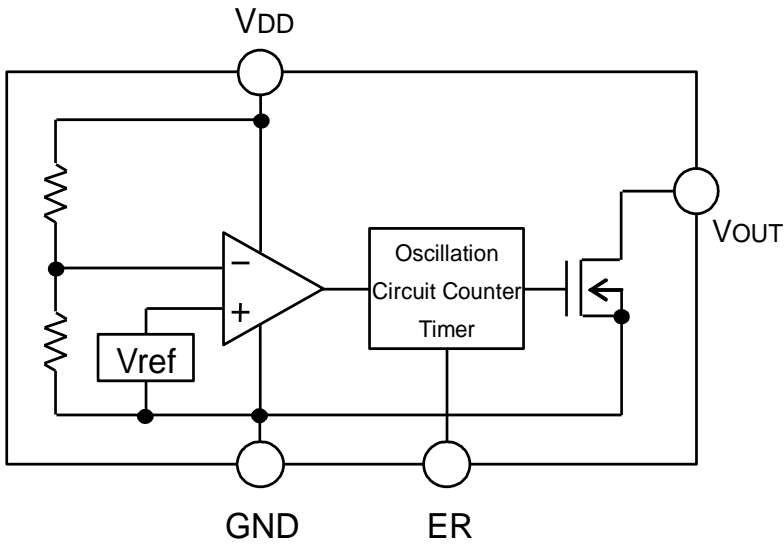 VDD
VOUT
Oscillation
Circuit Counter
Timer
−
+
Vref
GND
ER